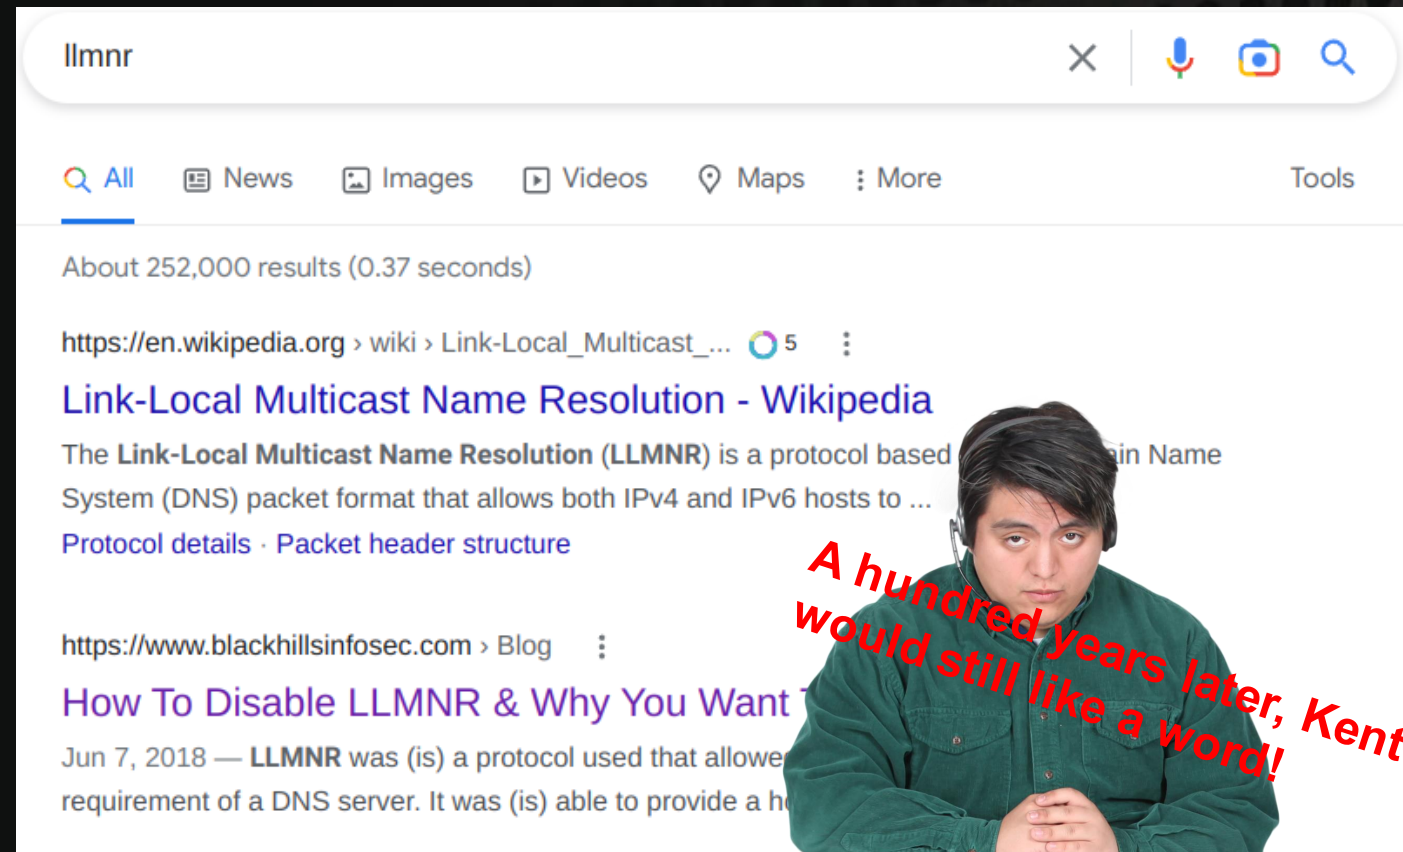 llmnr
All News Images Videos Maps More Tools
About 252,000 results (0.37 seconds)
https://en.wikipedia.org › wiki › Link-Local_Multicast_... 5
Link-Local Multicast Name Resolution - Wikipedia
The Link-Local Multicast Name Resolution (LLMNR) is a protocol based ain Name
System (DNS) packet format that allows both IPv4 and IPv6 hosts to ...
Protocol details · Packet header structure
https://www.blackhillsinfosec.com › Blog
How To Disable LLMNR & Why You Want
Jun 7, 2018 — LLMNR was (is) a protocol used that allowe
requirement of a DNS server. It was (is) able to provide a h
A hundred years later, Kent
would still like a word!